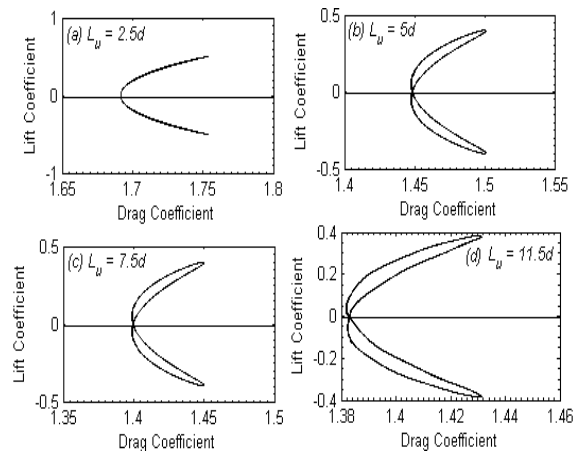 (a) Lu = 2.5d
Lift Coefficient
1
0
-1
1.65 1.7 1.75 1.8
Drag Coefficient
(b) Lu = 5d
Lift Coefficient
0.5
0
-0.5
1.4 1.45 1.5 1.55
Drag Coefficient
(c) Lu = 7.5d
Lift Coefficient
0.5
0
-0.5
1.35 1.4 1.45 1.5
Drag Coefficient
(d) Lu = 11.5d
Lift Coefficient
0.4
0.2
0
-0.2
-0.4
1.38 1.4 1.42 1.44 1.46
Drag Coefficient